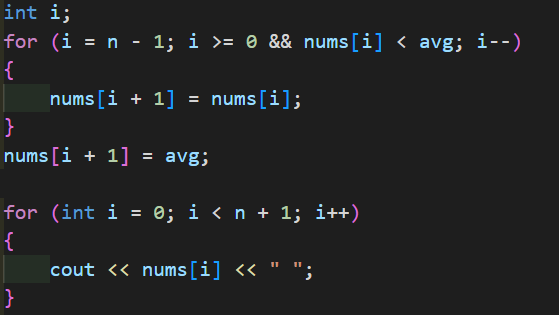 int i;
for (i = n - 1; i >= 0 && nums[i] < avg; i--)
{
    nums[i + 1] = nums[i];
}
nums[i + 1] = avg;

for (int i = 0; i < n + 1; i++)
{
    cout << nums[i] << " ";
}